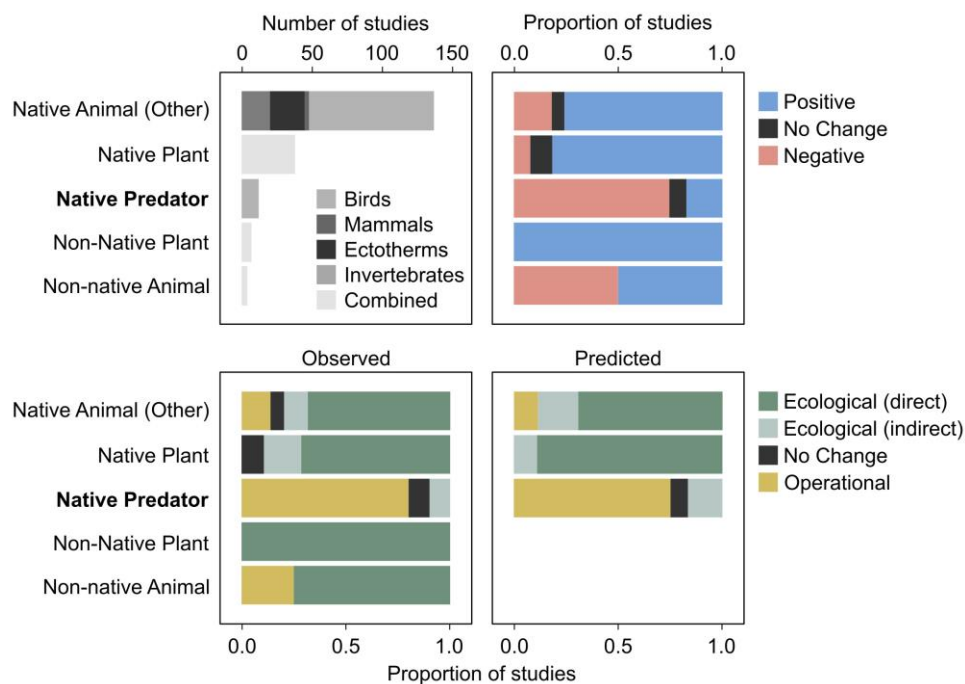 Number of studies
0 50 100 150
Proportion of studies
0.0 0.5 1.0
Native Animal (Other)
Native Plant
Native Predator
Non-Native Plant
Non-native Animal
Birds
Mammals
Ectotherms
Invertebrates
Combined
Positive
No Change
Negative
Observed
Predicted
Native Animal (Other)
Native Plant
Native Predator
Non-Native Plant
Non-native Animal
Ecological (direct)
Ecological (indirect)
No Change
Operational
0.0 0.5 1.0
0.0 0.5 1.0
Proportion of studies